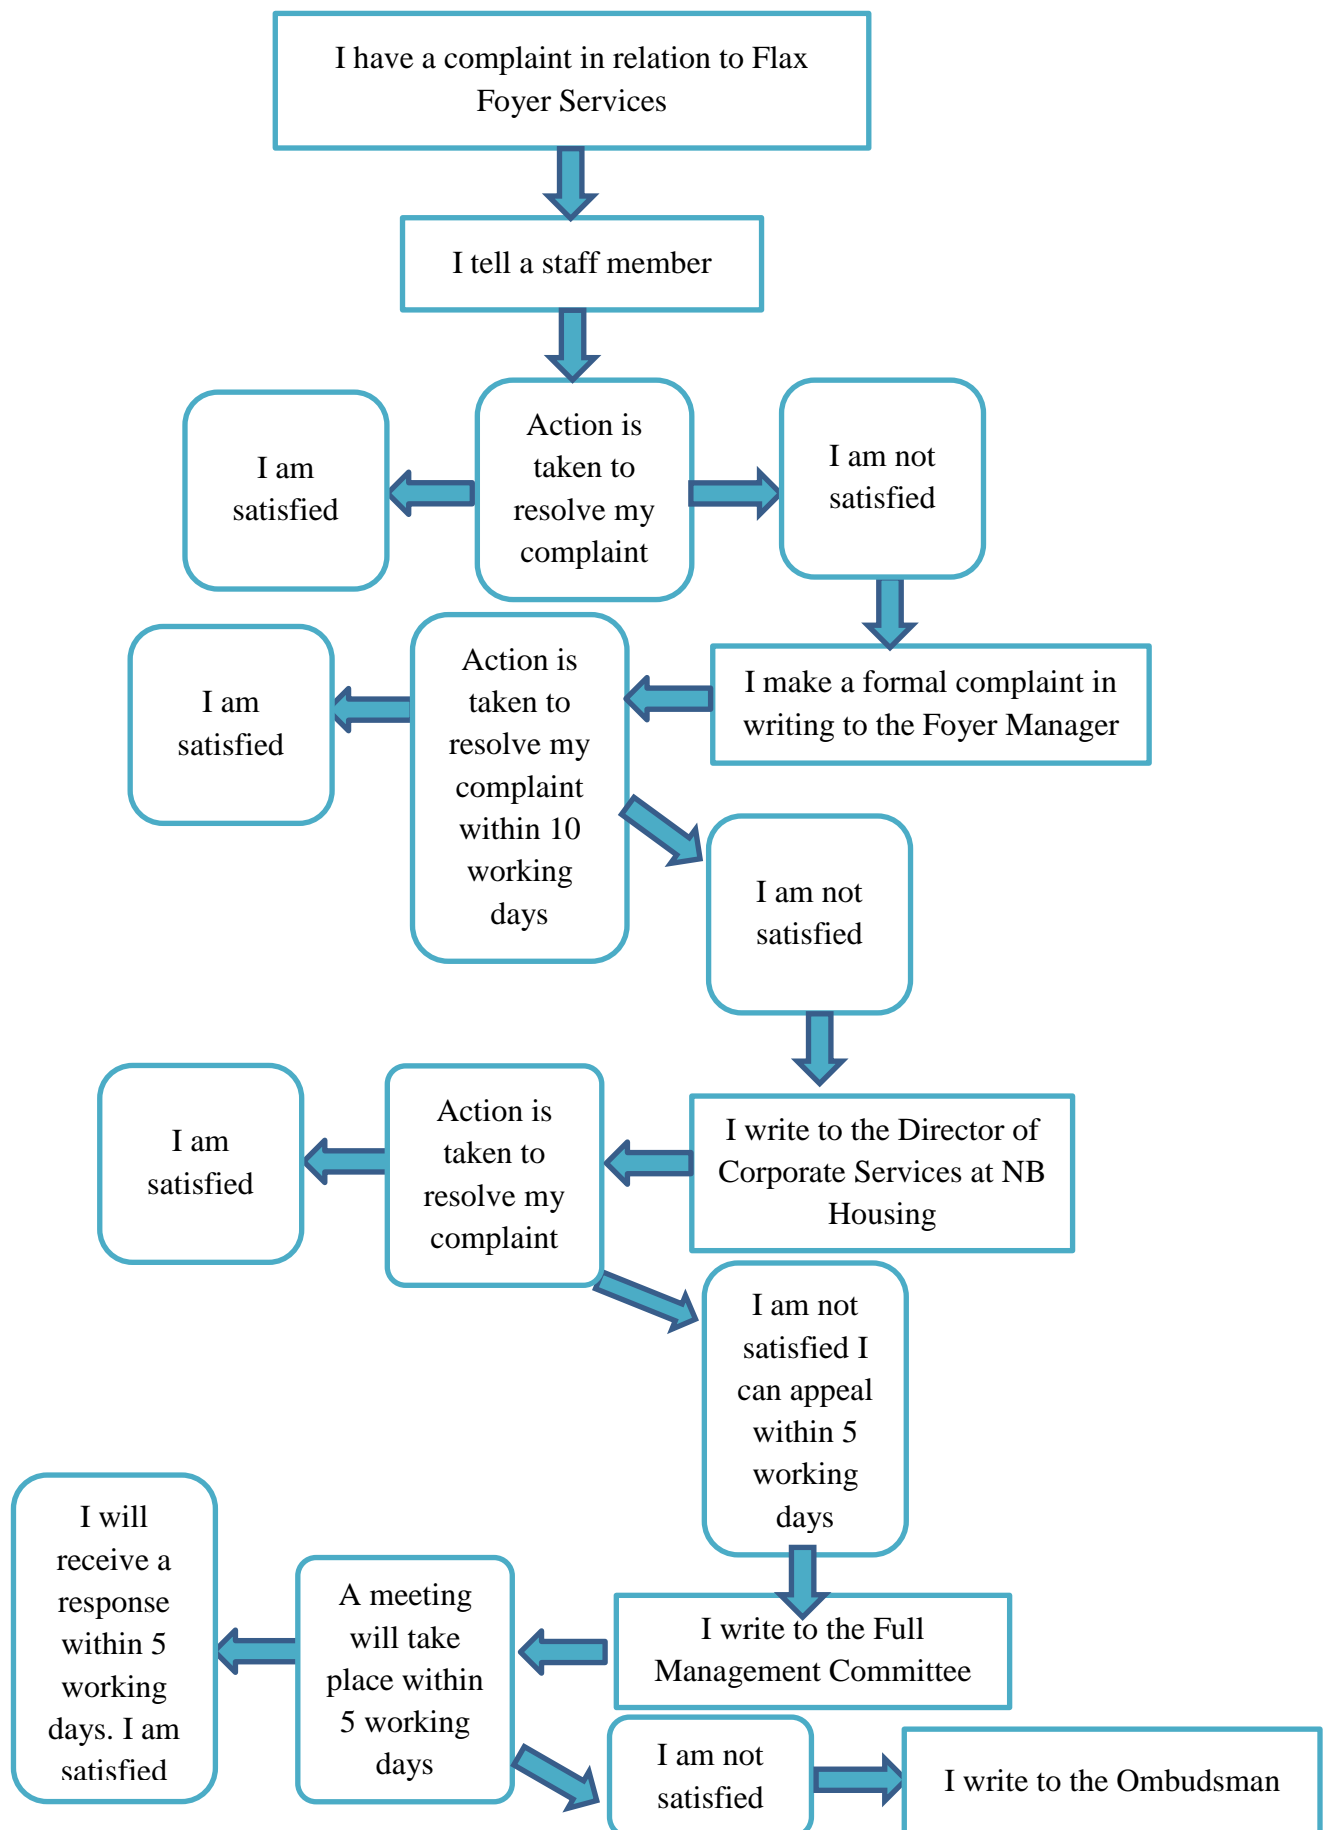 I have a complaint in relation to Flax
Foyer Services
I tell a staff member
I am
satisfied
Action is
taken to
resolve my
complaint
I am not
satisfied
I make a formal complaint in
writing to the Foyer Manager
Action is
taken to
resolve my
complaint
within 10
working
days
I am
satisfied
I am not
satisfied
I write to the Director of
Corporate Services at NB
Housing
Action is
taken to
resolve my
complaint
I am
satisfied
I am not
satisfied I
can appeal
within 5
working
days
I write to the Full
Management Committee
A meeting
will take
place within
5 working
days
I will
receive a
response
within 5
working
days. I am
satisfied
I am not
satisfied
I write to the Ombudsman